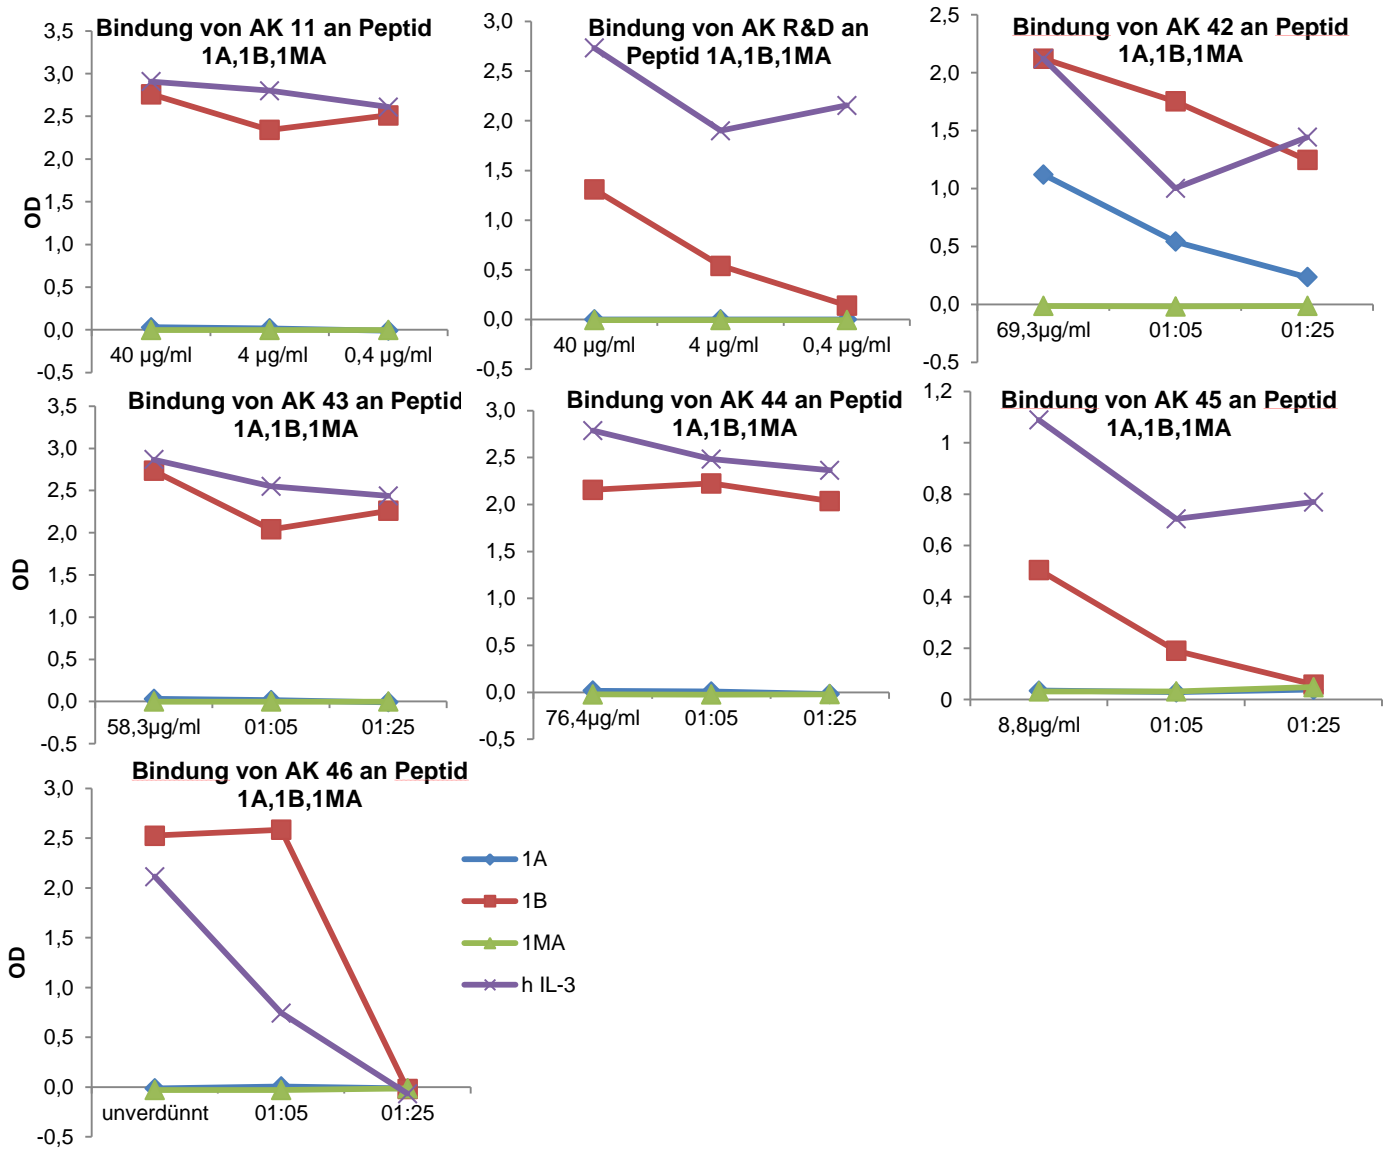 Bindung von AK 11 an Peptid
1A,1B,1MA
3,5
3,0
2,5
2,0
1,5
1,0
0,5
0,0
-0,5
OD
40 µg/ml
4 µg/ml
0,4 µg/ml
Bindung von AK R&D an
Peptid 1A,1B,1MA
3,0
2,5
2,0
1,5
1,0
0,5
0,0
-0,5
40 µg/ml
4 µg/ml
0,4 µg/ml
Bindung von AK 42 an Peptid
1A,1B,1MA
2,5
2,0
1,5
1,0
0,5
0,0
-0.5
69,3µg/ml
01:05
01:25
Bindung von AK 43 an Peptid
1A,1B,1MA
3,5
3,0
2,5
2,0
1,5
1,0
0,5
0,0
-0.5
OD
58,3µg/ml
01:05
01:25
Bindung von AK 44 an Peptid
1A,1B,1MA
3,0
2,5
2,0
1,5
1,0
0,5
0,0
-0,5
76,4µg/ml
01:05
01:25
Bindung von AK 45 an Peptid
1A,1B,1MA
1,2
1
0,8
0,6
0,4
0,2
0
8,8µg/ml
01:05
01:25
Bindung von AK 46 an Peptid
1A,1B,1MA
3,0
2,5
2,0
1,5
1,0
0,5
0,0
-0,5
OD
unverdünnt
01:05
01:25
1A
1B
1MA
h IL-3